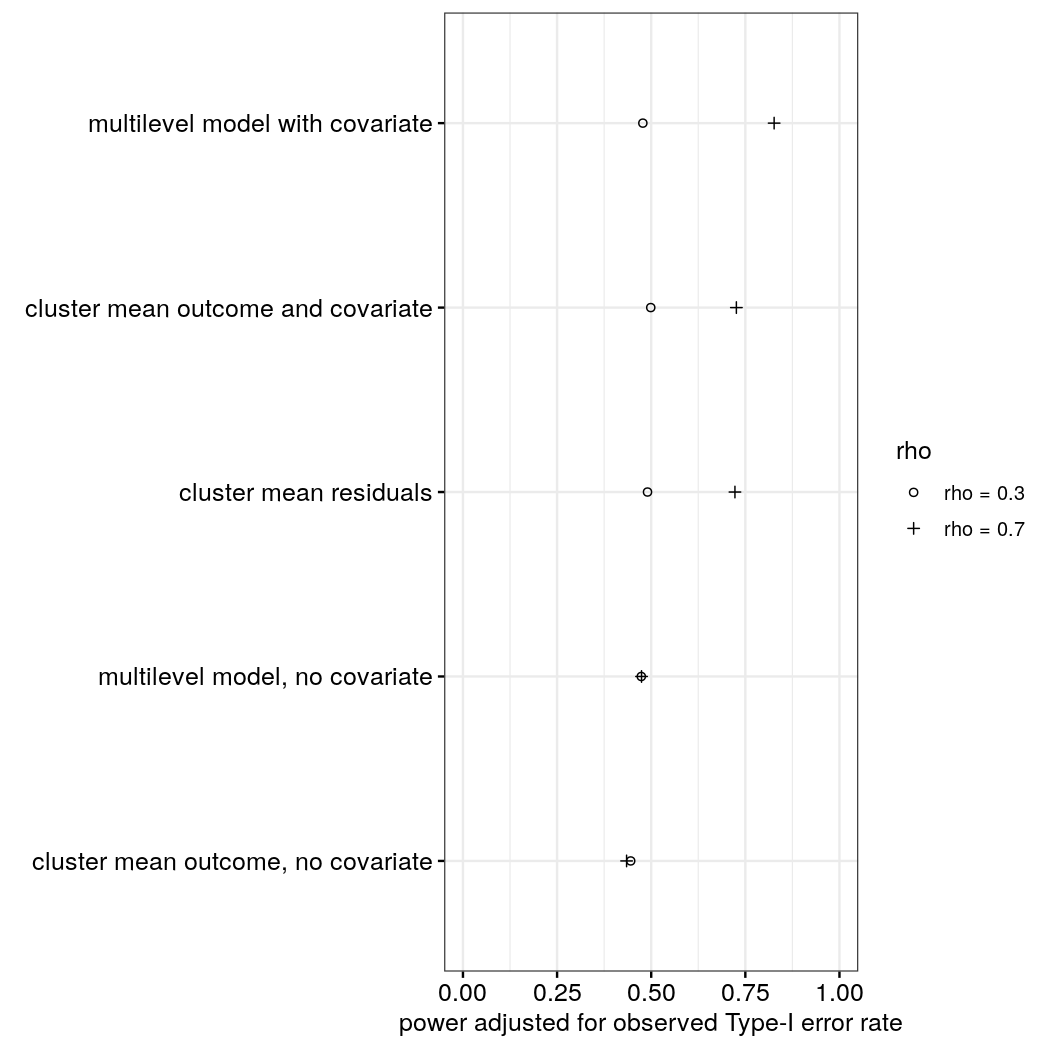 multilevel model with covariate
cluster mean outcome and covariate
cluster mean residuals
multilevel model, no covariate
cluster mean outcome, no covariate
0.00 0.25 0.50 0.75 1.00
power adjusted for observed Type-I error rate
rho
rho = 0.3
rho = 0.7